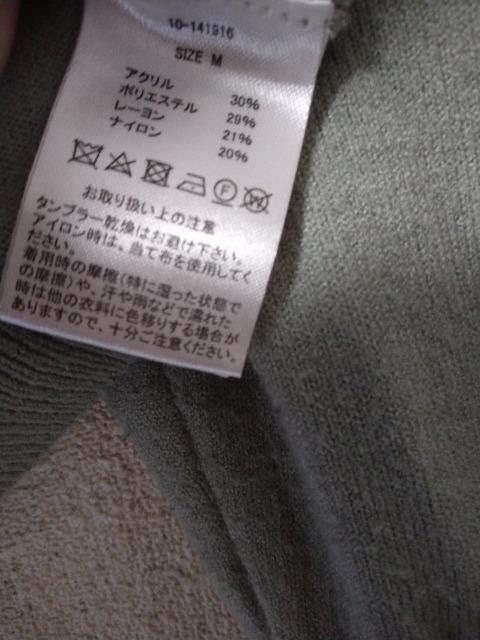 10-141916
SIZE M
アクリル 30%
ポリエステル 29%
レーヨン 21%
ナイロン 20%
F W
お取り扱い上の注意
タンブラー乾燥はお避け下さい。
アイロン時は、当て布を使用してく
ださい。
着用時の摩擦(特に湿った状態で
の摩擦)や、汗や雨などで濡れた
時は他の衣料に色移りする場合が
ありますので、十分ご注意ください。